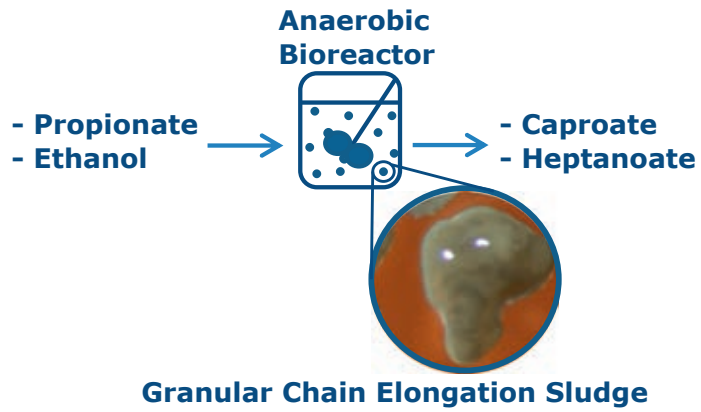 Anaerobic
Bioreactor
- Propionate
- Ethanol
- Caproate
- Heptanoate
Granular Chain Elongation Sludge